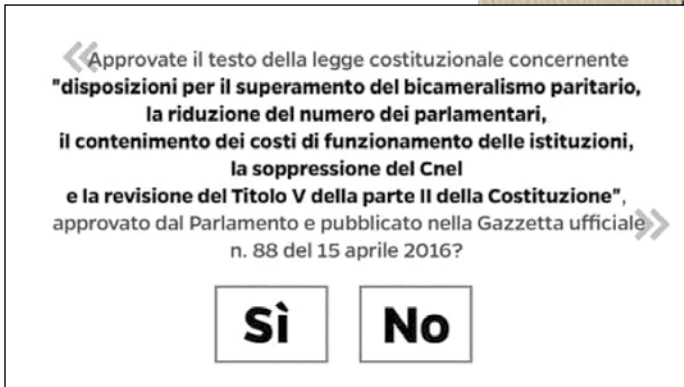 «Approvate il testo della legge costituzionale concernente
"disposizioni per il superamento del bicameralismo paritario,
la riduzione del numero dei parlamentari,
il contenimento dei costi di funzionamento delle istituzioni,
la soppressione del Cnel
e la revisione del Titolo V della parte II della Costituzione",
approvato dal Parlamento e pubblicato nella Gazzetta ufficiale»
n. 88 del 15 aprile 2016?
Sì No